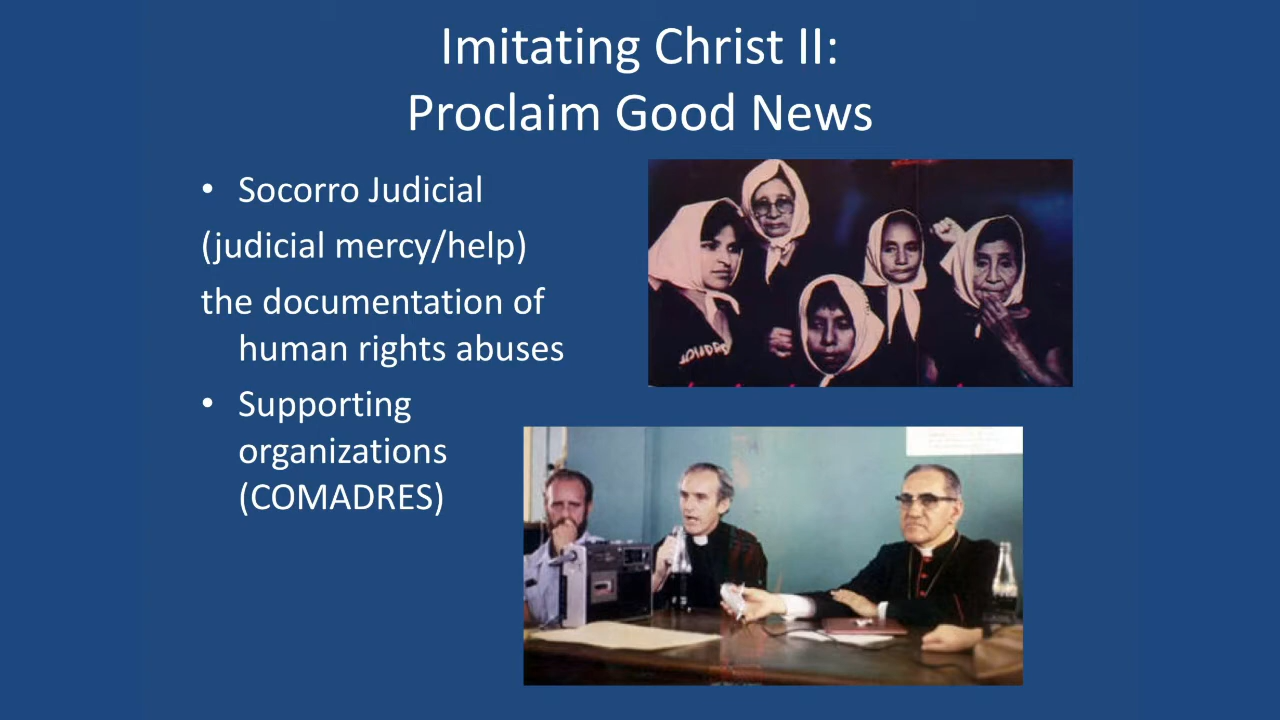 Imitating Christ II:
Proclaim Good News
• Socorro Judicial
(judicial mercy/help)
the documentation of
human rights abuses
• Supporting
organizations
(COMADRES)